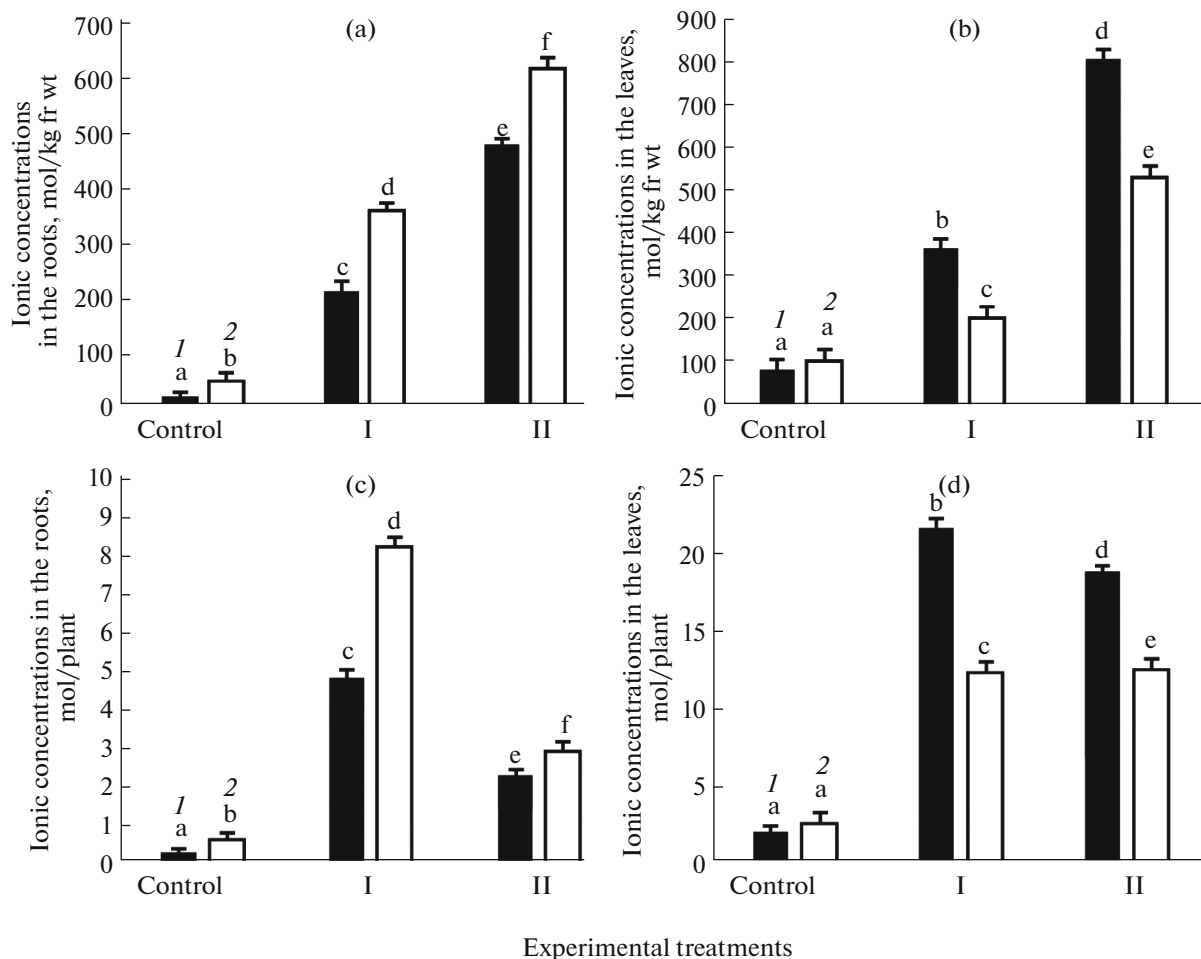 Ionic concentrations
in the roots, mol/kg fr wt
700
600
500
400
300
200
100
0
(a)
1
a
2
b
c
d
e
f
Control
I
II
Ionic concentrations in the leaves,
mol/kg fr wt
900
800
700
600
500
400
300
200
100
0
(b)
1
a
2
a
b
c
d
e
Control
I
II
Ionic concentrations in the roots,
mol/plant
10
9
8
7
6
5
4
3
2
1
0
(c)
1
a
2
b
c
d
e
f
Control
I
II
Ionic concentrations in the leaves,
mol/plant
25
20
15
10
5
0
(d)
1
a
2
a
b
c
d
e
Control
I
II
Experimental treatments